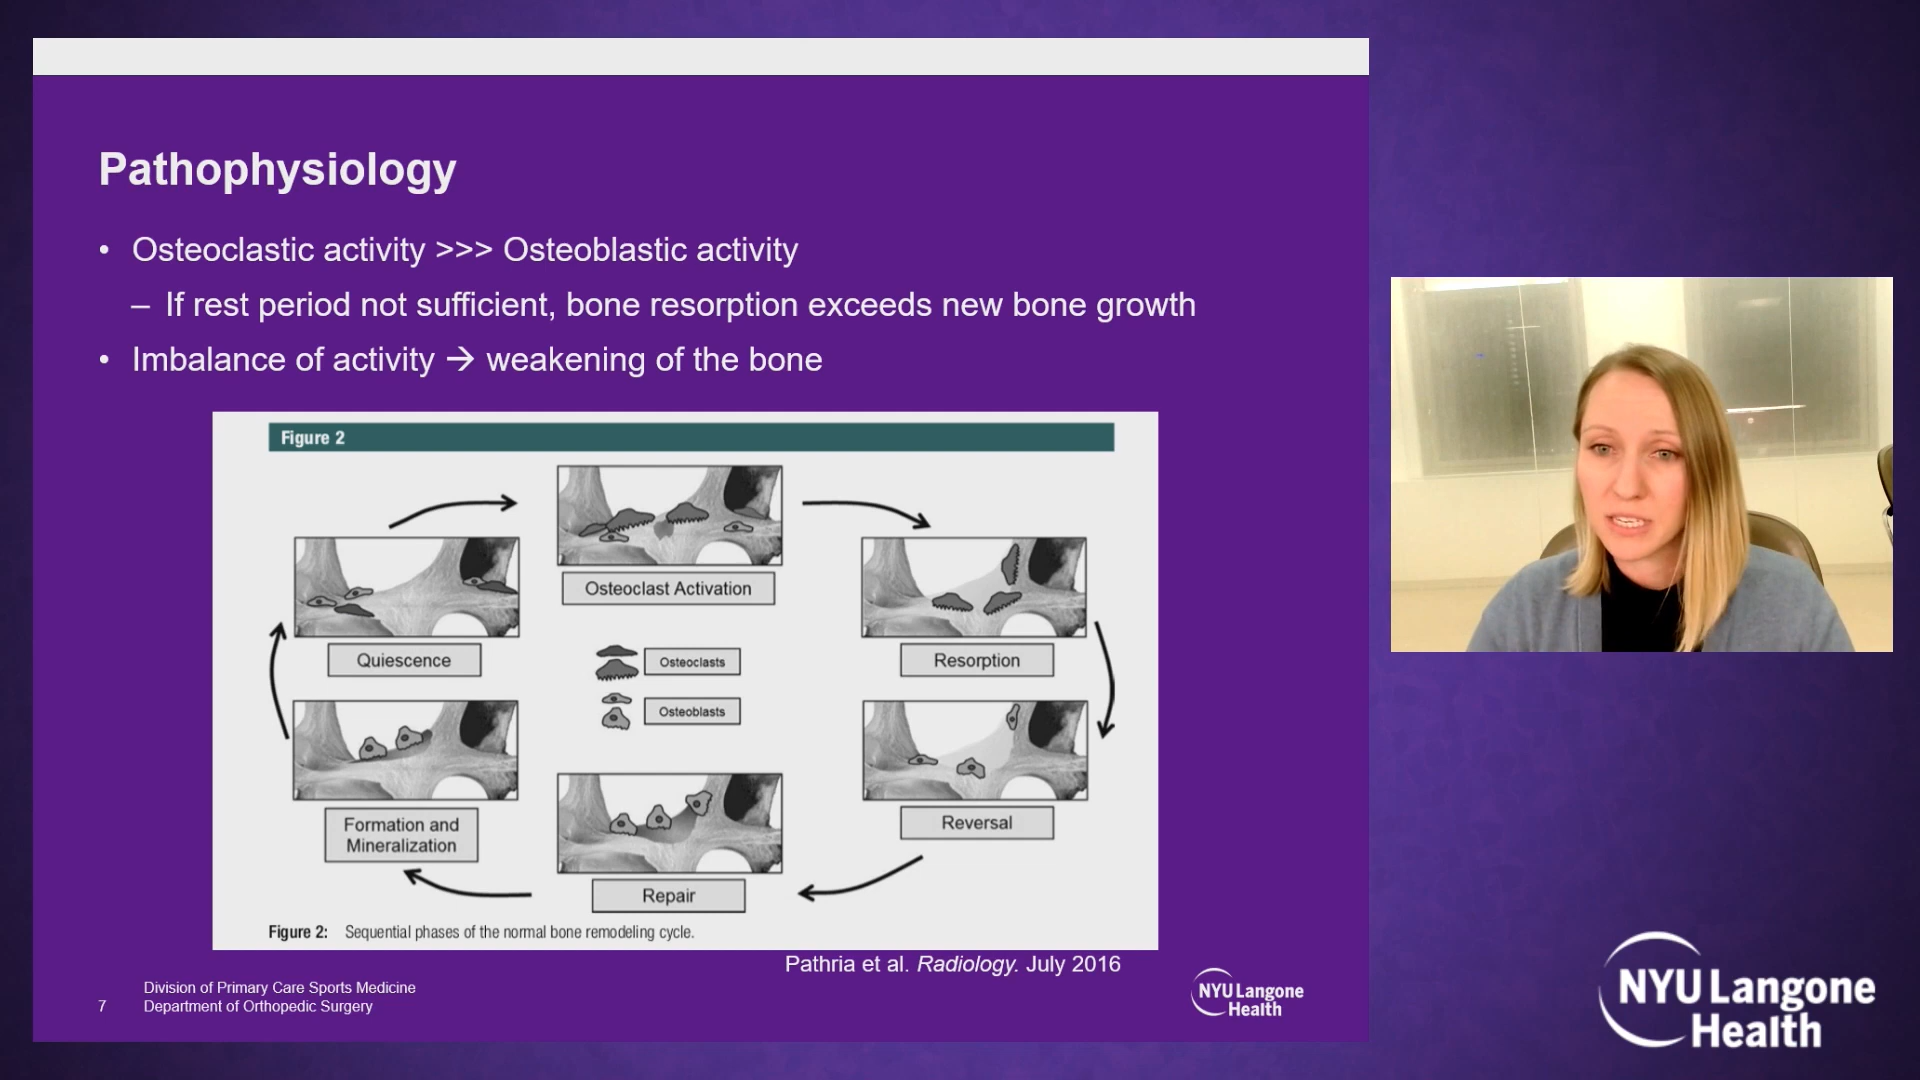 Pathophysiology
• Osteoclastic activity >>> Osteoblastic activity
– If rest period not sufficient, bone resorption exceeds new bone growth
• Imbalance of activity → weakening of the bone
Figure 2
Osteoclast Activation
Quiescence
Resorption
Osteoclasts
Osteoblasts
Formation and
Mineralization
Reversal
Repair
Figure 2: Sequential phases of the normal bone remodeling cycle.
Pathria et al. Radiology. July 2016
7
Division of Primary Care Sports Medicine
Department of Orthopedic Surgery
NYU Langone
Health
NYU Langone
Health